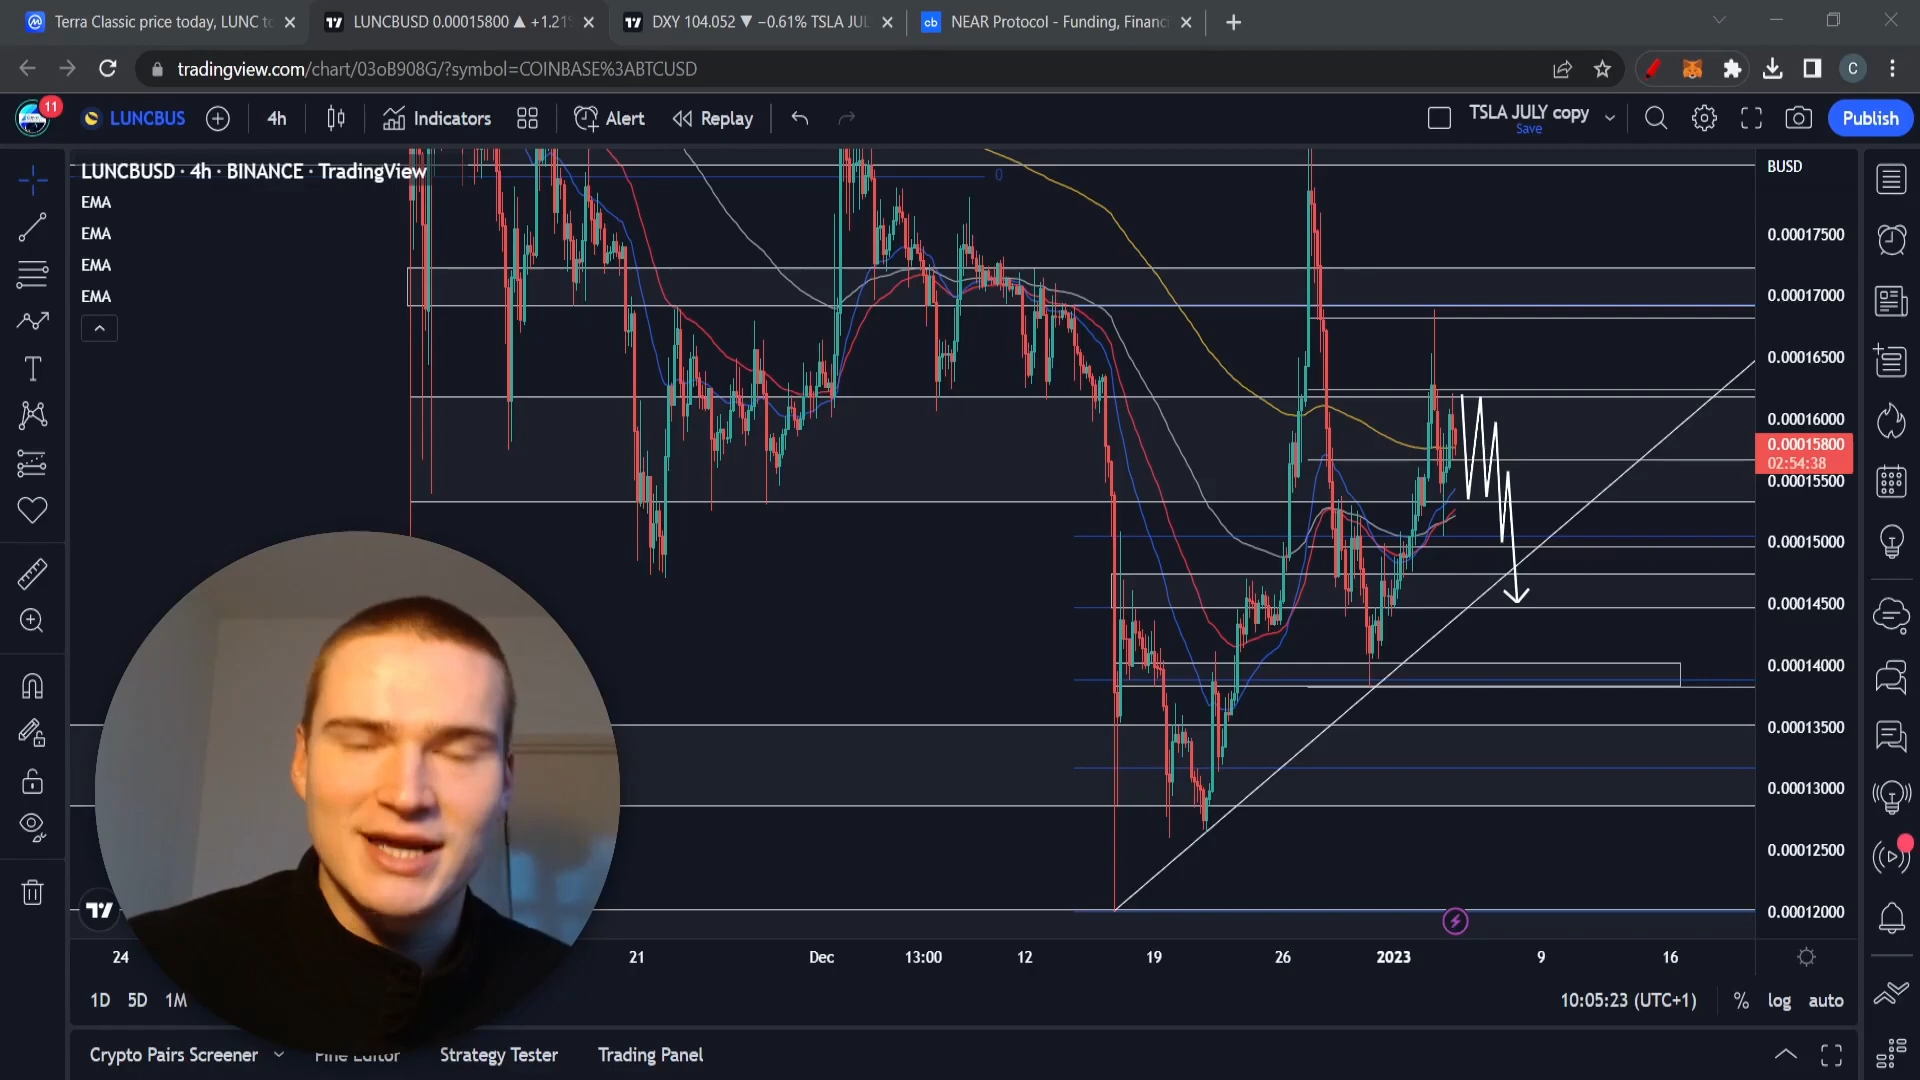 Terra Classic price today, LUNC to
LUNCBUSD 0.00015800 ▲ +1.21%
DXY 104.052 ▼ −0.61% TSLA JUL
cb
NEAR Protocol - Funding, Financi
tradingview.com/chart/03oB908G/?symbol=COINBASE%3ABTCUSD
C
11
LUNCBUS
4h
Indicators
Alert
Replay
TSLA JULY copy
Save
Publish
LUNCBUSD · 4h · BINANCE · TradingView
EMA
EMA
EMA
EMA
0
BUSD
0.00017500
0.00017000
0.00016500
0.00016000
0.00015800
02:54:38
0.00015500
0.00015000
0.00014500
0.00014000
0.00013500
0.00013000
0.00012500
0.00012000
24
21
Dec
13:00
12
19
26
2023
9
16
1D
5D
1M
10:05:23 (UTC+1)
%
log
auto
Crypto Pairs Screener
Pine Editor
Strategy Tester
Trading Panel